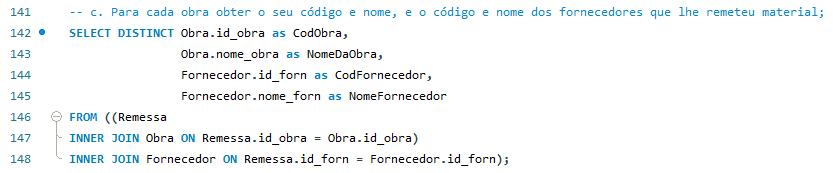 141 -- c. Para cada obra obter o seu código e nome, e o código e nome dos fornecedores que lhe remeteu material;
142 SELECT DISTINCT Obra.id_obra as CodObra,
143 Obra.nome_obra as NomeDaObra,
144 Fornecedor.id_forn as CodFornecedor,
145 Fornecedor.nome_forn as NomeFornecedor
146 FROM ((Remessa
147 INNER JOIN Obra ON Remessa.id_obra = Obra.id_obra)
148 INNER JOIN Fornecedor ON Remessa.id_forn = Fornecedor.id_forn);